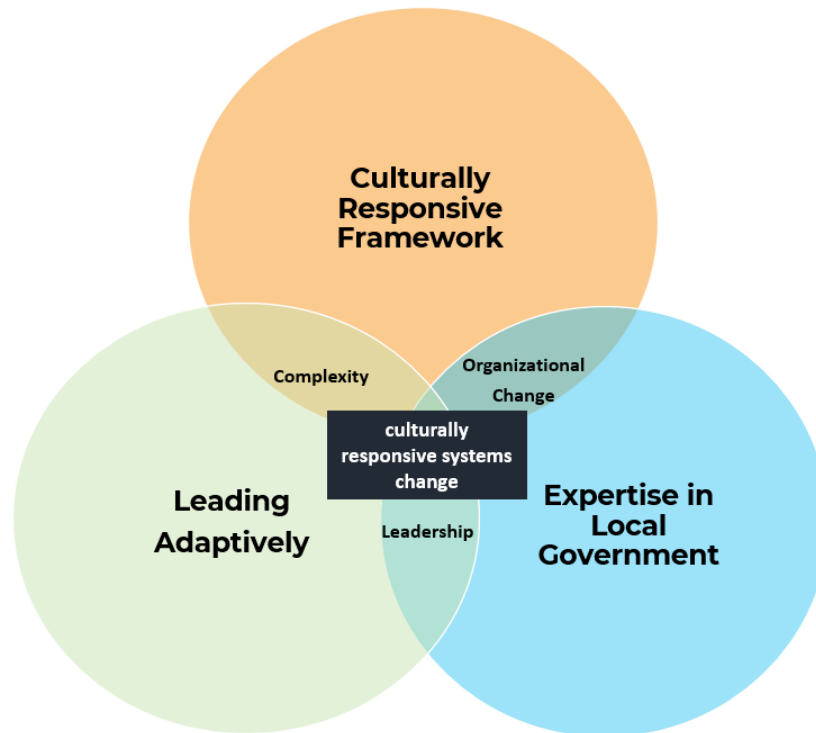 Culturally
Responsive
Framework
Complexity
Organizational
Change
culturally
responsive systems
change
Leading
Adaptively
Leadership
Expertise in
Local
Government